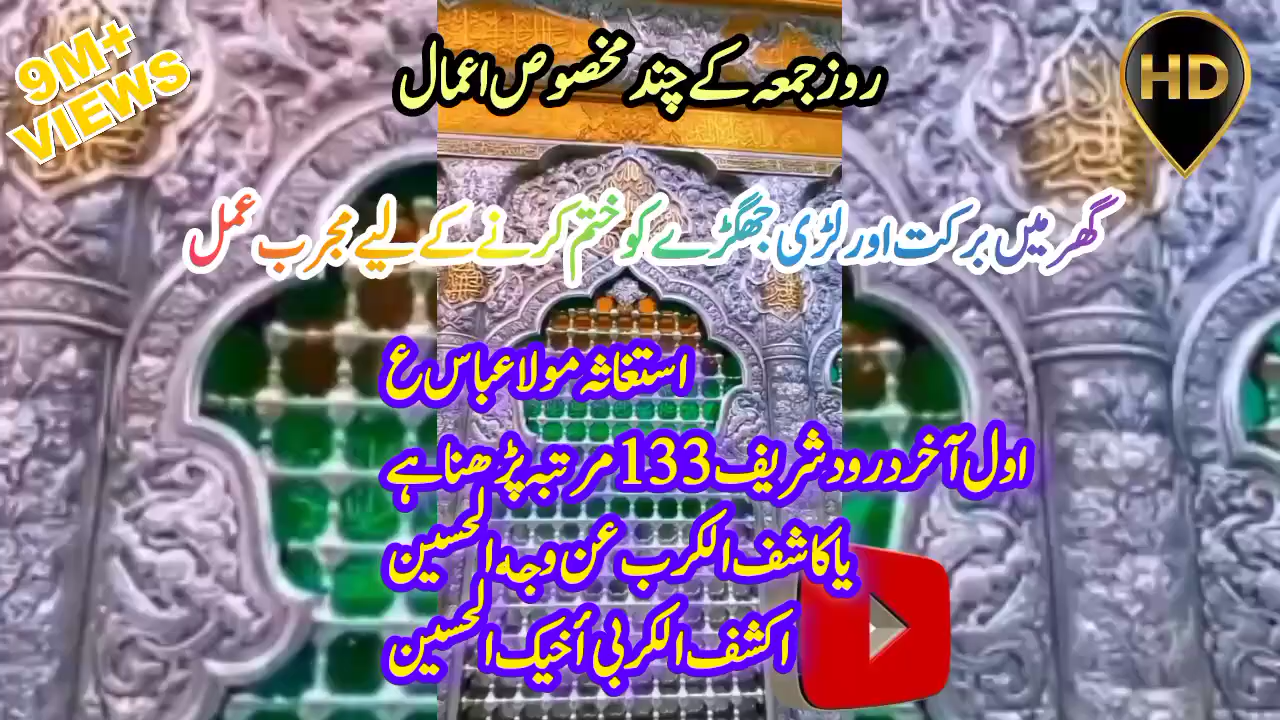 9M+
VIEWS
HD
روز جمعہ کے چند مخصوص اعمال
گھر میں برکت اور لڑی جھگڑے کو ختم کرنے کے لیے مجرب عمل
استغاثہ مولا عباس ع
اول آخر درود شریف 133 مرتبہ پڑھنا ہے
یا کاشف الکرب عن وجہ الحسین
اکشف الکربی أخیک الحسین